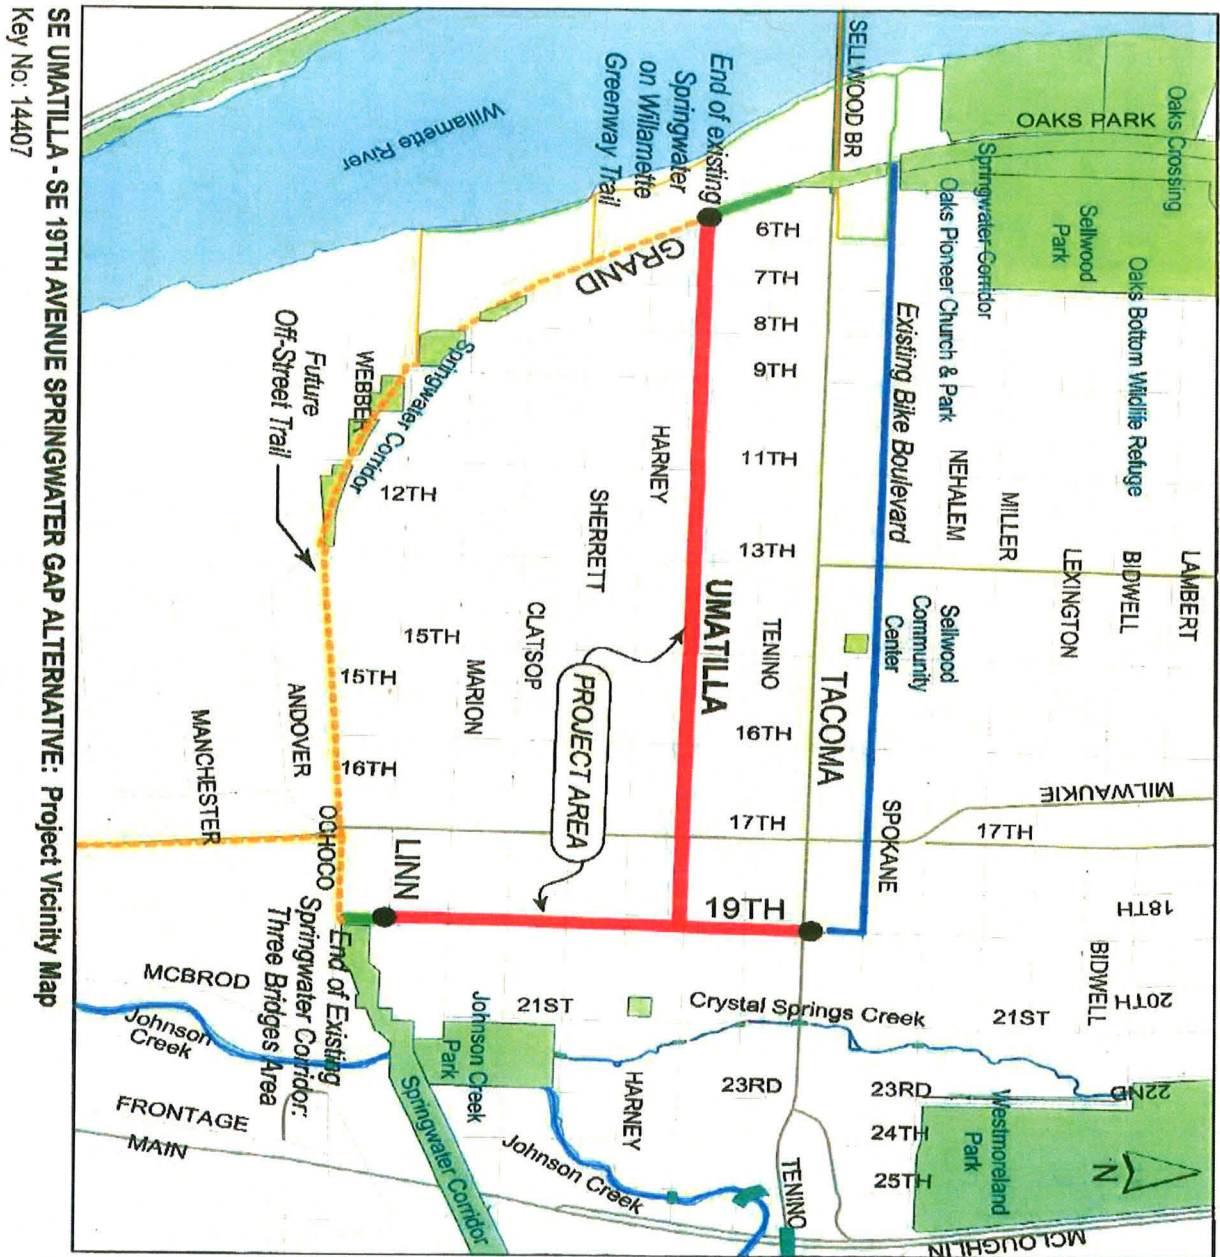 SE UMATILLA - SE 19TH AVENUE SPRINGWATER GAP ALTERNATIVE: Project Vicinity Map
Key No: 14407
Oaks Crossing
OAKS PARK
Sellwood
Park
Oaks Bottom Wildlife Refuge
Springwater Corridor
Oaks Pioneer Church & Park
SELLWOOD BR
End of existing
Springwater
on Willamette
Greenway Trail
Willamette River
Existing Bike Boulevard
LAMBERT
BIDWELL
LEXINGTON
MILLER
NEHALEM
Sellwood
Community
Center
SPOKANE
TACOMA
TENINO
UMATILLA
HARNEY
SHERRETT
CLATSOP
MARION
LINN
OCHOCO
ANDOVER
MANCHESTER
WEBBER
GRAND
6TH
7TH
8TH
9TH
11TH
13TH
16TH
17TH
19TH
12TH
15TH
15TH
16TH
Springwater Corridor
Future
Off-Street Trail
PROJECT AREA
MILWAUKIE
17TH
18TH
20TH
BIDWELL
21ST
22ND
Crystal Springs Creek
21ST
23RD
23RD
24TH
25TH
Westmoreland
Park
N
MCLOUGHLIN
TENINO
HARNEY
Johnson Creek
Park
Johnson Creek
Springwater Corridor
End of Existing
Springwater Corridor:
Three Bridges Area
MCBROD
Johnson
Creek
FRONTAGE
MAIN